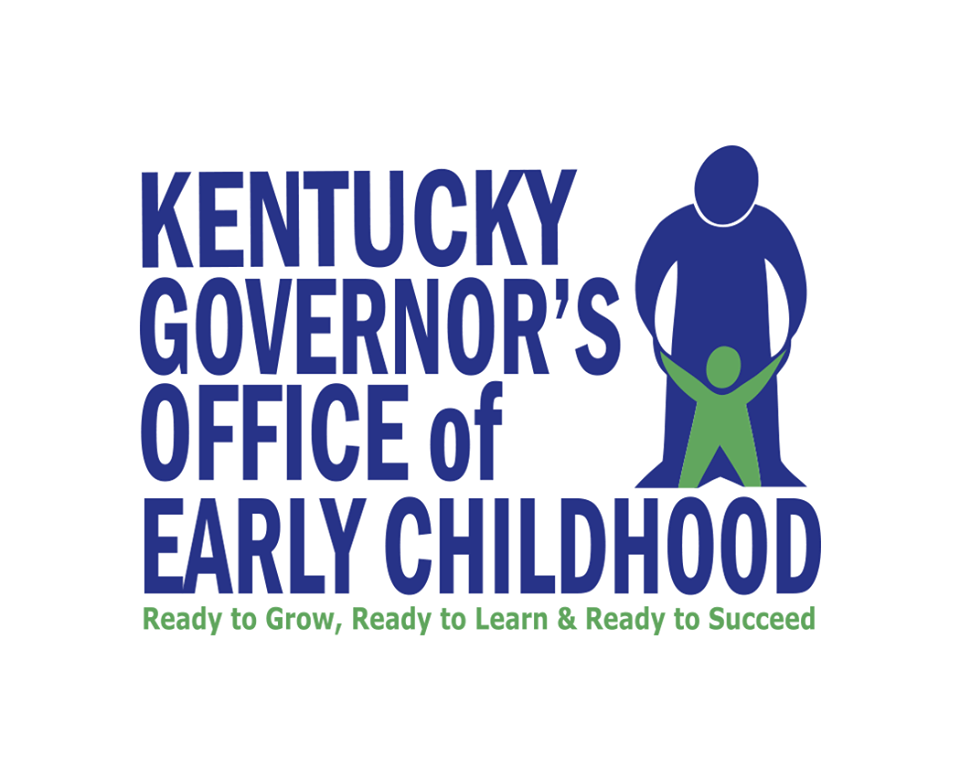 KENTUCKY
GOVERNOR'S
OFFICE of
EARLY CHILDHOOD
Ready to Grow, Ready to Learn & Ready to Succeed